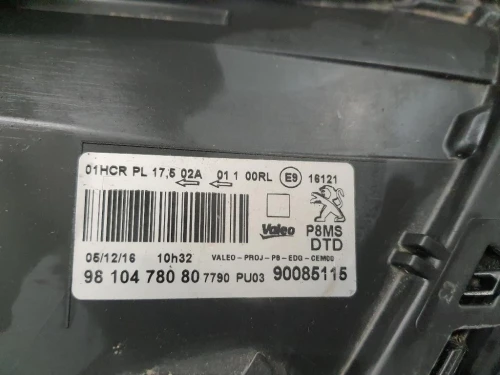 01HCR PL 17,5 02A 01 1 00RL E9 16121
Valeo P8MS
DTD
05/12/16 10h32 VALEO-PROJ-P8-EDG-CEM00
98 104 780 80 7790 PU03 90085115